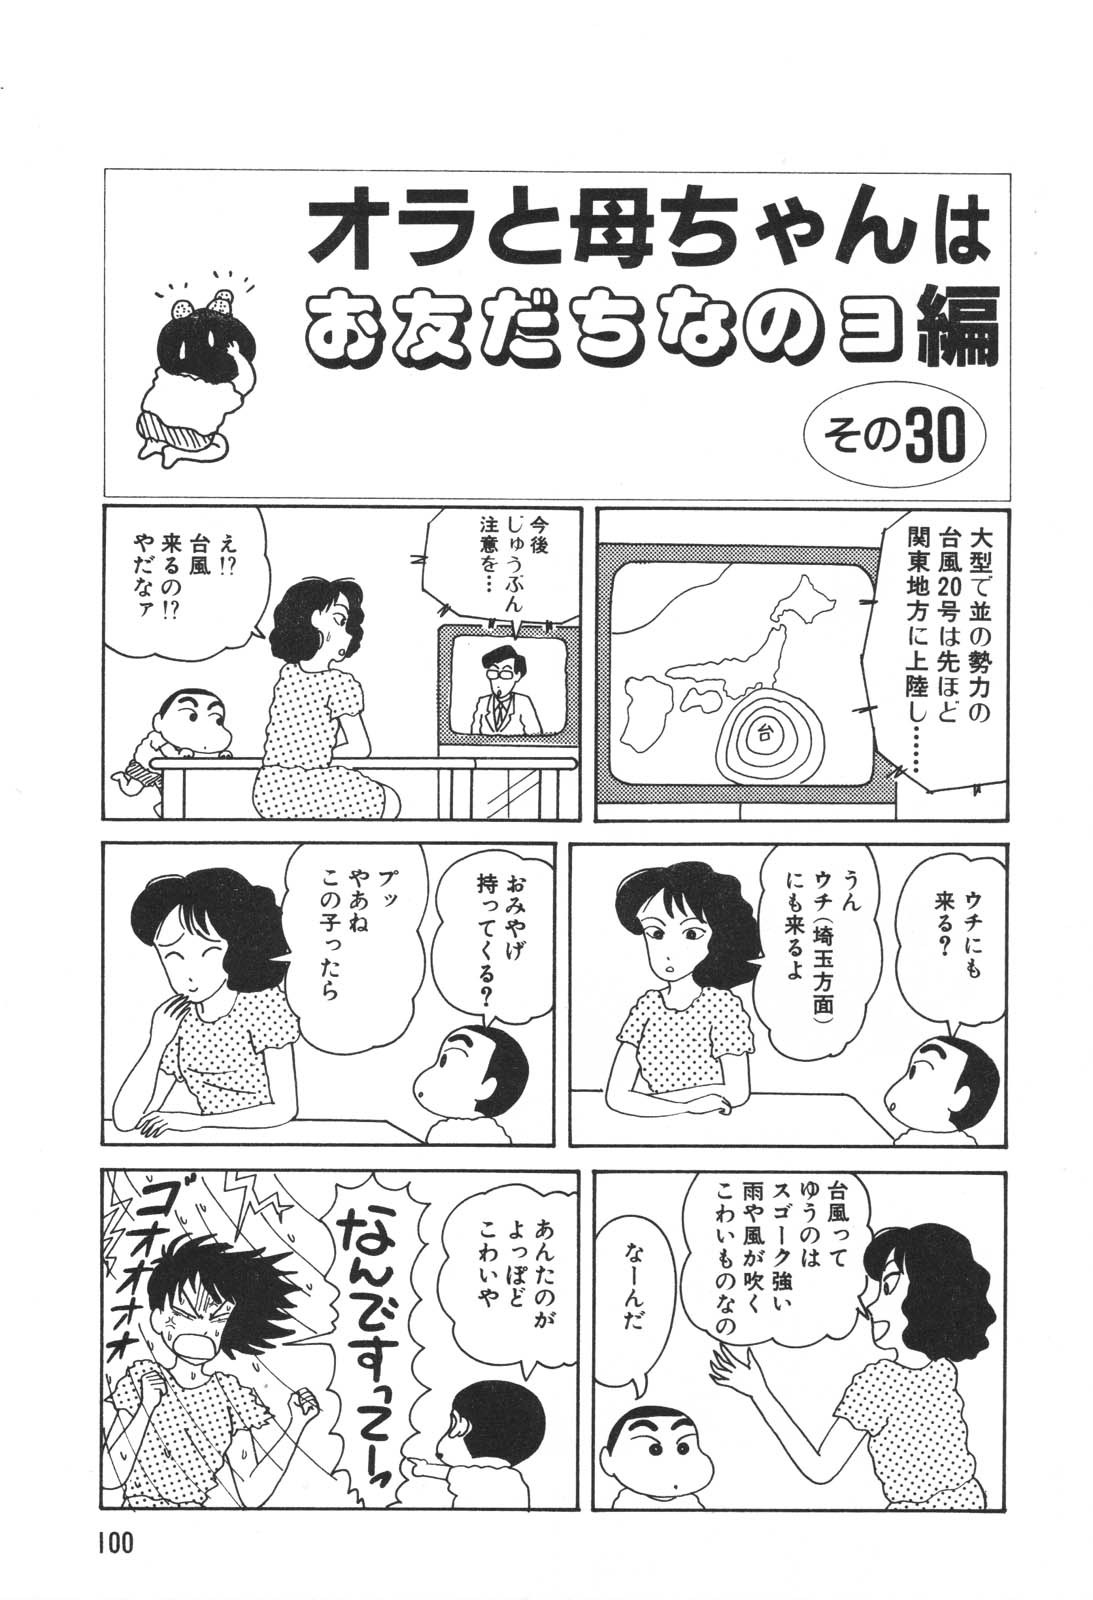 オラと母ちゃんは
お友だちなのヨ編
その30
大型で並の勢力の
台風20号は先ほど
関東地方に上陸し……
台
今後
じゅうぶん
注意を…
え!?
台風
来るの!?
やだなァ
ウチにも
来る?
うん
ウチ(埼玉方面)
にも来るよ
おみやげ
持ってくる?
プッ
やあね
この子ったら
台風って
ゆうのは
スゴーク強い
雨や風が吹く
こわいものなの
なーんだ
あんたのが
よっぽど
こわいや
なんですってーっ
ゴオオオオ
100